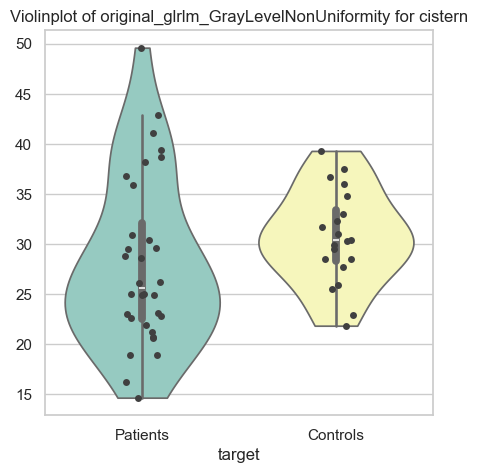 Violinplot of original_glrlm_GrayLevelNonUniformity for cistern
50
45
40
35
30
25
20
15
Patients Controls
target